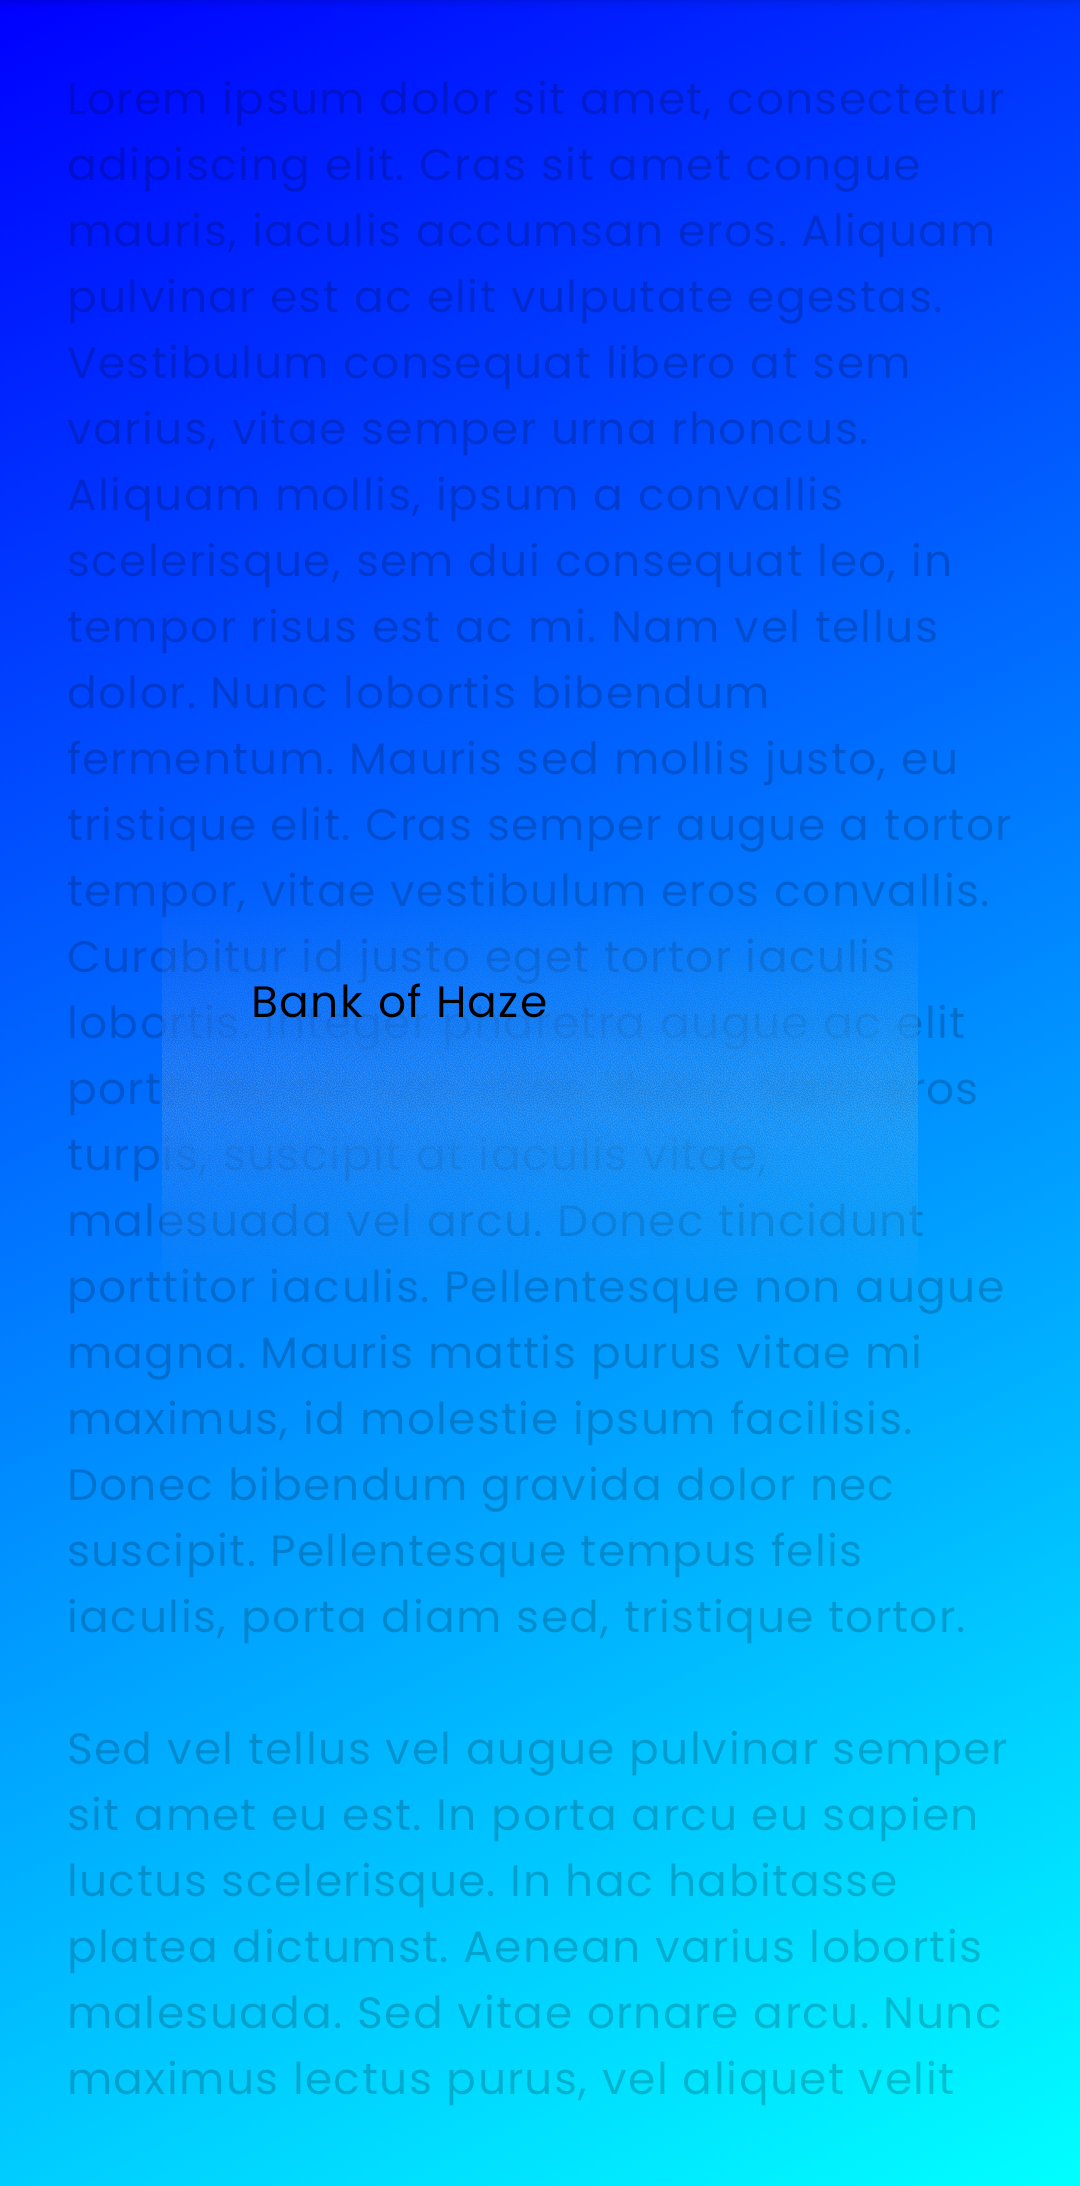 Lorem ipsum dolor sit amet, consectetur
adipiscing elit. Cras sit amet congue
mauris, iaculis accumsan eros. Aliquam
pulvinar est ac elit vulputate egestas.
Vestibulum consequat libero at sem
varius, vitae semper urna rhoncus.
Aliquam mollis, ipsum a convallis
scelerisque, sem dui consequat leo, in
tempor risus est ac mi. Nam vel tellus
dolor. Nunc lobortis bibendum
fermentum. Mauris sed mollis justo, eu
tristique elit. Cras semper augue a tortor
tempor, vitae vestibulum eros convallis.
Curabitur id justo eget tortor iaculis
Bank of Haze
lobortis. Integer pharetra augue ac elit
turpis, suscipit at iaculis vitae,
malesuada vel arcu. Donec tincidunt
porttitor iaculis. Pellentesque non augue
magna. Mauris mattis purus vitae mi
maximus, id molestie ipsum facilisis.
Donec bibendum gravida dolor nec
suscipit. Pellentesque tempus felis
iaculis, porta diam sed, tristique tortor.
Sed vel tellus vel augue pulvinar semper
sit amet eu est. In porta arcu eu sapien
luctus scelerisque. In hac habitasse
platea dictumst. Aenean varius lobortis
malesuada. Sed vitae ornare arcu. Nunc
maximus lectus purus, vel aliquet velit